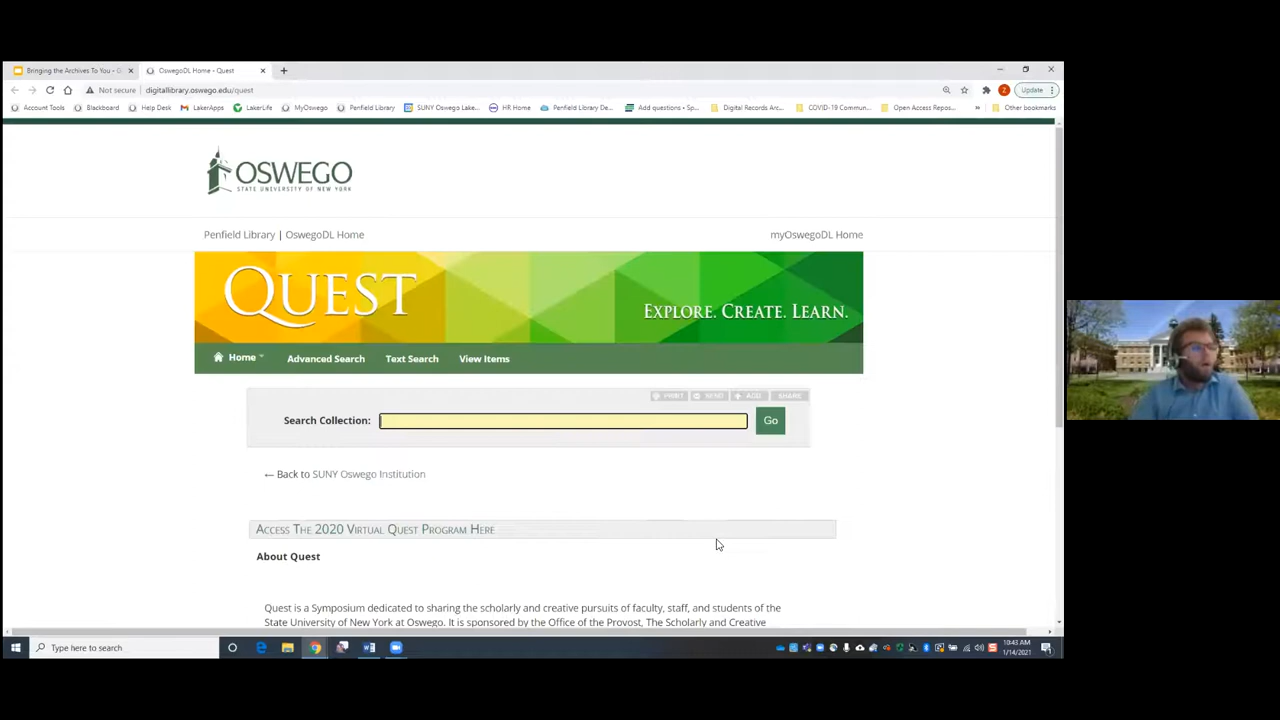 Bringing the Archives To You - G
OswegoDL Home - Quest
Not secure
digitallibrary.oswego.edu/quest
Z
Update
Account Tools
Blackboard
Help Desk
LakerApps
LakerLife
MyOswego
Penfield Library
SUNY Oswego Lake...
HR Home
Penfield Library De...
Add questions • Sp...
Digital Records Arc...
COVID-19 Commun...
Open Access Repos...
»
Other bookmarks
OSWEGO
STATE UNIVERSITY OF NEW YORK
Penfield Library | OswegoDL Home
myOswegoDL Home
QUEST
EXPLORE. CREATE. LEARN.
Home
Advanced Search
Text Search
View Items
PRINT
SEND
ADD
SHARE
Search Collection:
Go
← Back to SUNY Oswego Institution
Access The 2020 Virtual Quest Program Here
About Quest
Quest is a Symposium dedicated to sharing the scholarly and creative pursuits of faculty, staff, and students of the
State University of New York at Oswego. It is sponsored by the Office of the Provost, The Scholarly and Creative
Type here to search
10:43 AM
1/14/2021